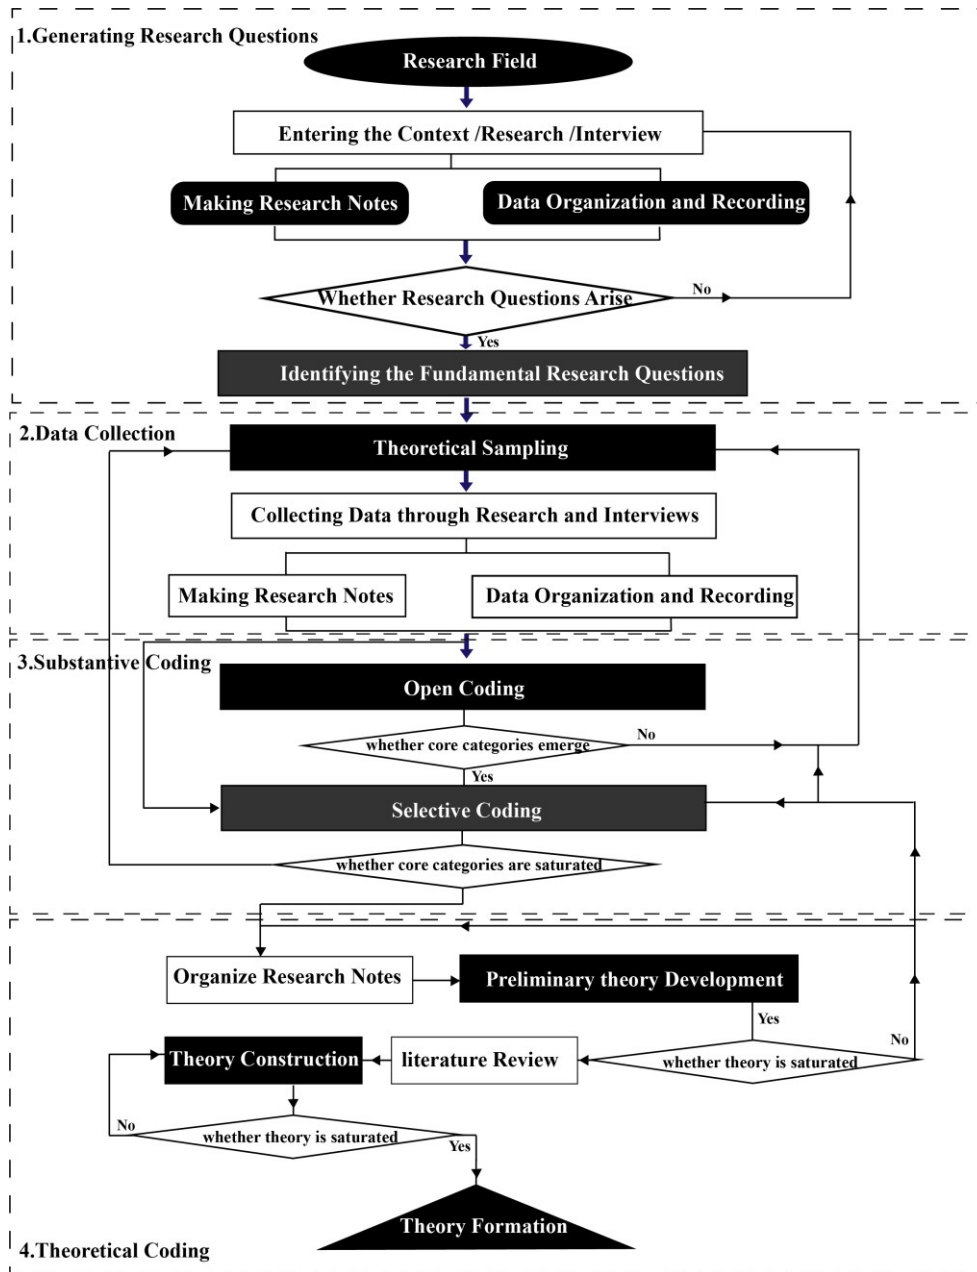 1.Generating Research Questions
Research Field
Entering the Context /Research /Interview
Making Research Notes
Data Organization and Recording
Whether Research Questions Arise
No
Yes
Identifying the Fundamental Research Questions
2.Data Collection
Theoretical Sampling
Collecting Data through Research and Interviews
Making Research Notes
Data Organization and Recording
3.Substantive Coding
Open Coding
whether core categories emerge
No
Yes
Selective Coding
whether core categories are saturated
Organize Research Notes
Preliminary theory Development
Yes
No
whether theory is saturated
literature Review
Theory Construction
No
whether theory is saturated
Yes
Theory Formation
4.Theoretical Coding